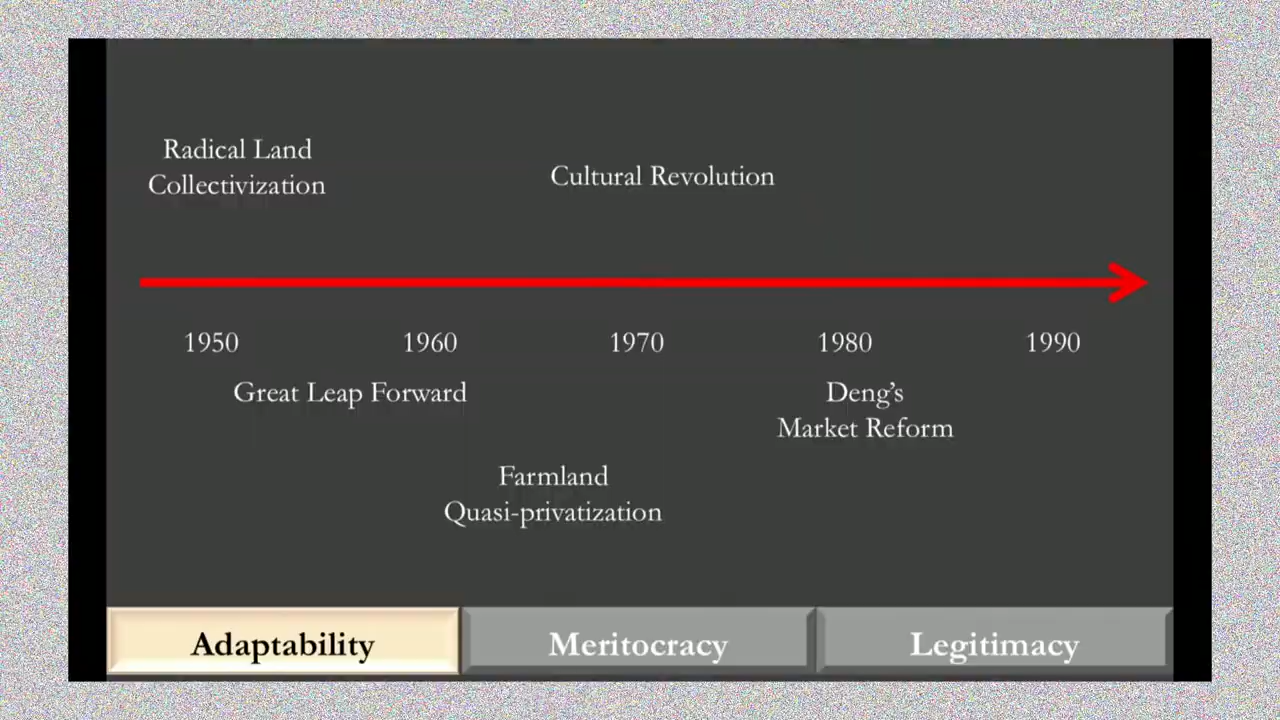 Radical Land
Collectivization
Cultural Revolution
1950 1960 1970 1980 1990
Great Leap Forward
Deng’s
Market Reform
Farmland
Quasi-privatization
Adaptability Meritocracy Legitimacy